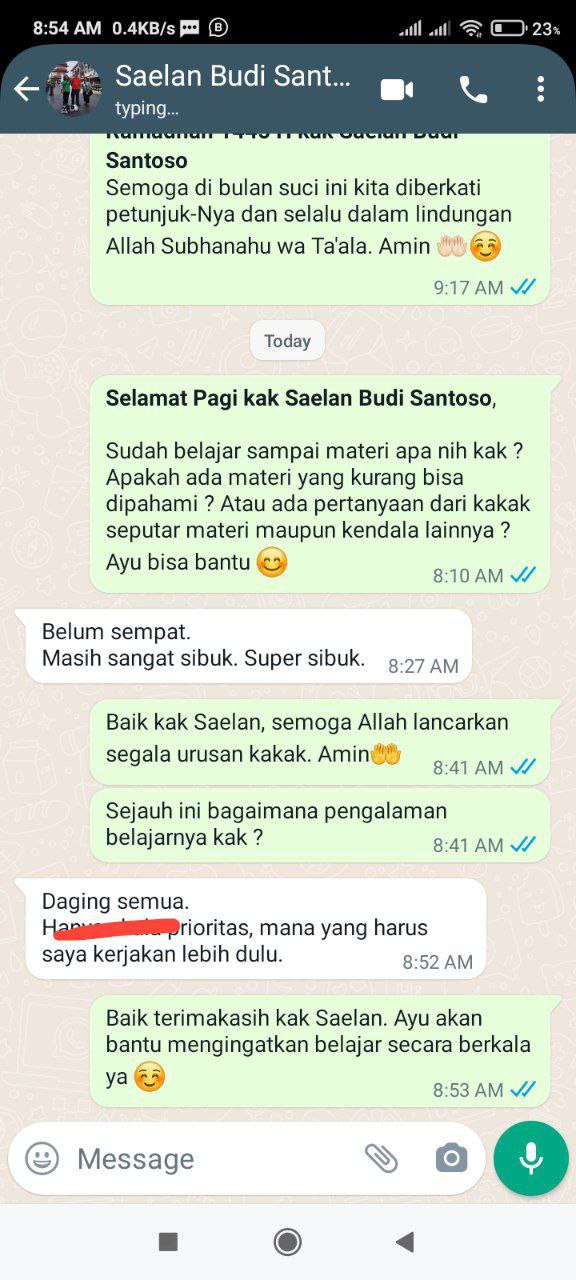 8:54 AM 0.4KB/s
23%
Saelan Budi Sant...
typing...
Santoso
Semoga di bulan suci ini kita diberkati
petunjuk-Nya dan selalu dalam lindungan
Allah Subhanahu wa Ta'ala. Amin 🤲🏻☺️
9:17 AM
Today
Selamat Pagi kak Saelan Budi Santoso,
Sudah belajar sampai materi apa nih kak ?
Apakah ada materi yang kurang bisa
dipahami ? Atau ada pertanyaan dari kakak
seputar materi maupun kendala lainnya ?
Ayu bisa bantu 😊
8:10 AM
Belum sempat.
Masih sangat sibuk. Super sibuk.
8:27 AM
Baik kak Saelan, semoga Allah lancarkan
segala urusan kakak. Amin🤲
8:41 AM
Sejauh ini bagaimana pengalaman
belajarnya kak ?
8:41 AM
Daging semua.
prioritas, mana yang harus
saya kerjakan lebih dulu.
8:52 AM
Baik terimakasih kak Saelan. Ayu akan
bantu mengingatkan belajar secara berkala
ya ☺️
8:53 AM
Message